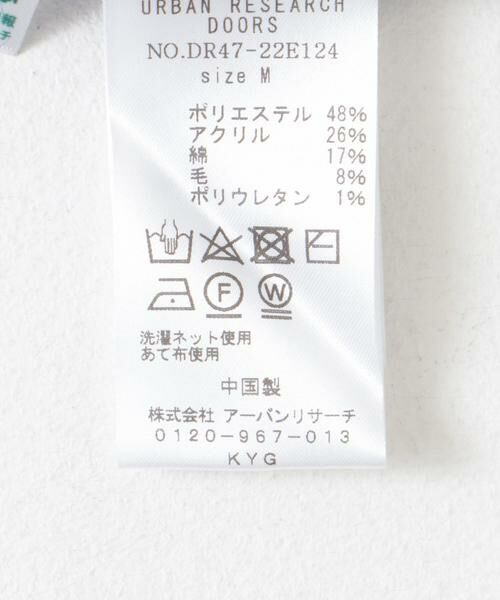 報
チ
URBAN RESEARCH
DOORS
NO.DR47-22E124
size M
ポリエステル 48%
アクリル 26%
綿 17%
毛 8%
ポリウレタン 1%
F W
洗濯ネット使用
あて布使用
中国製
株式会社 アーバンリサーチ
0120-967-013
KYG